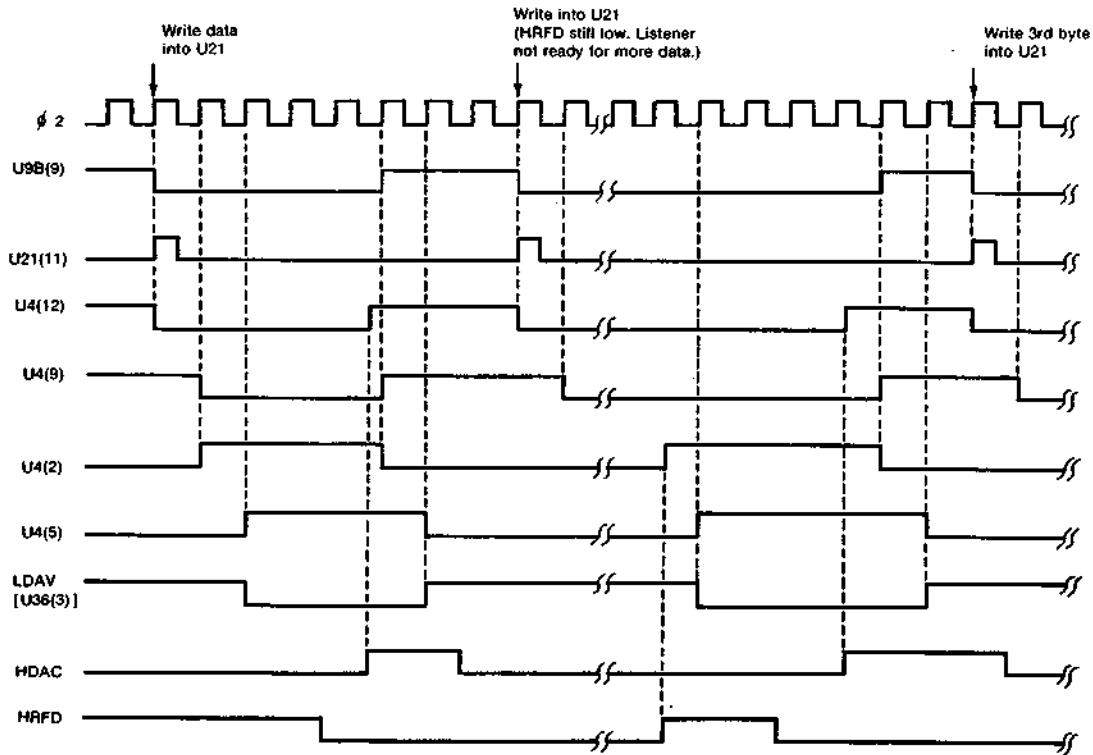 Write data
into U21
Write into U21
(HRFD still low. Listener
not ready for more data.)
Write 3rd byte
into U21
ϕ 2
U9B(9)
U21(11)
U4(12)
U4(9)
U4(2)
U4(5)
LDAV
[U36(3)]
HDAC
HRFD